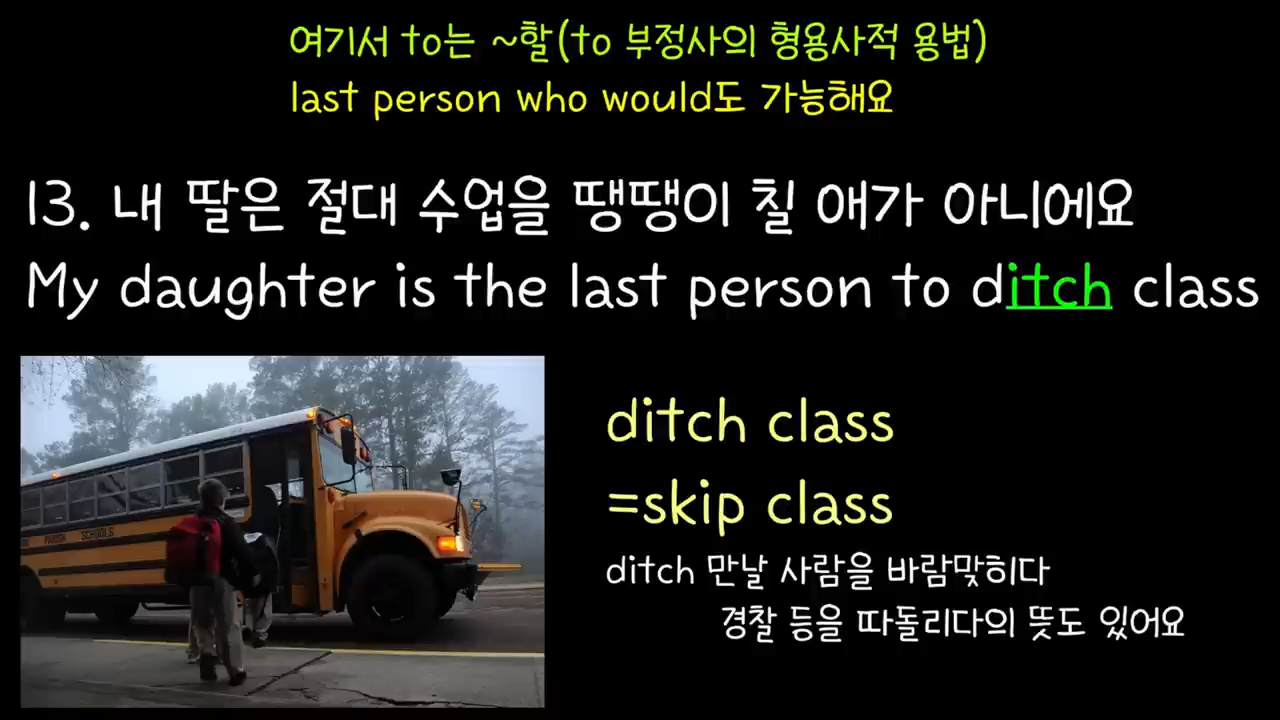 여기서 to는 ~할(to 부정사의 형용사적 용법)
last person who would도 가능해요
13. 내 딸은 절대 수업을 땡땡이 칠 애가 아니에요
My daughter is the last person to ditch class
PARISH SCHOOLS
ditch class
=skip class
ditch 만날 사람을 바람맞히다
경찰 등을 따돌리다의 뜻도 있어요